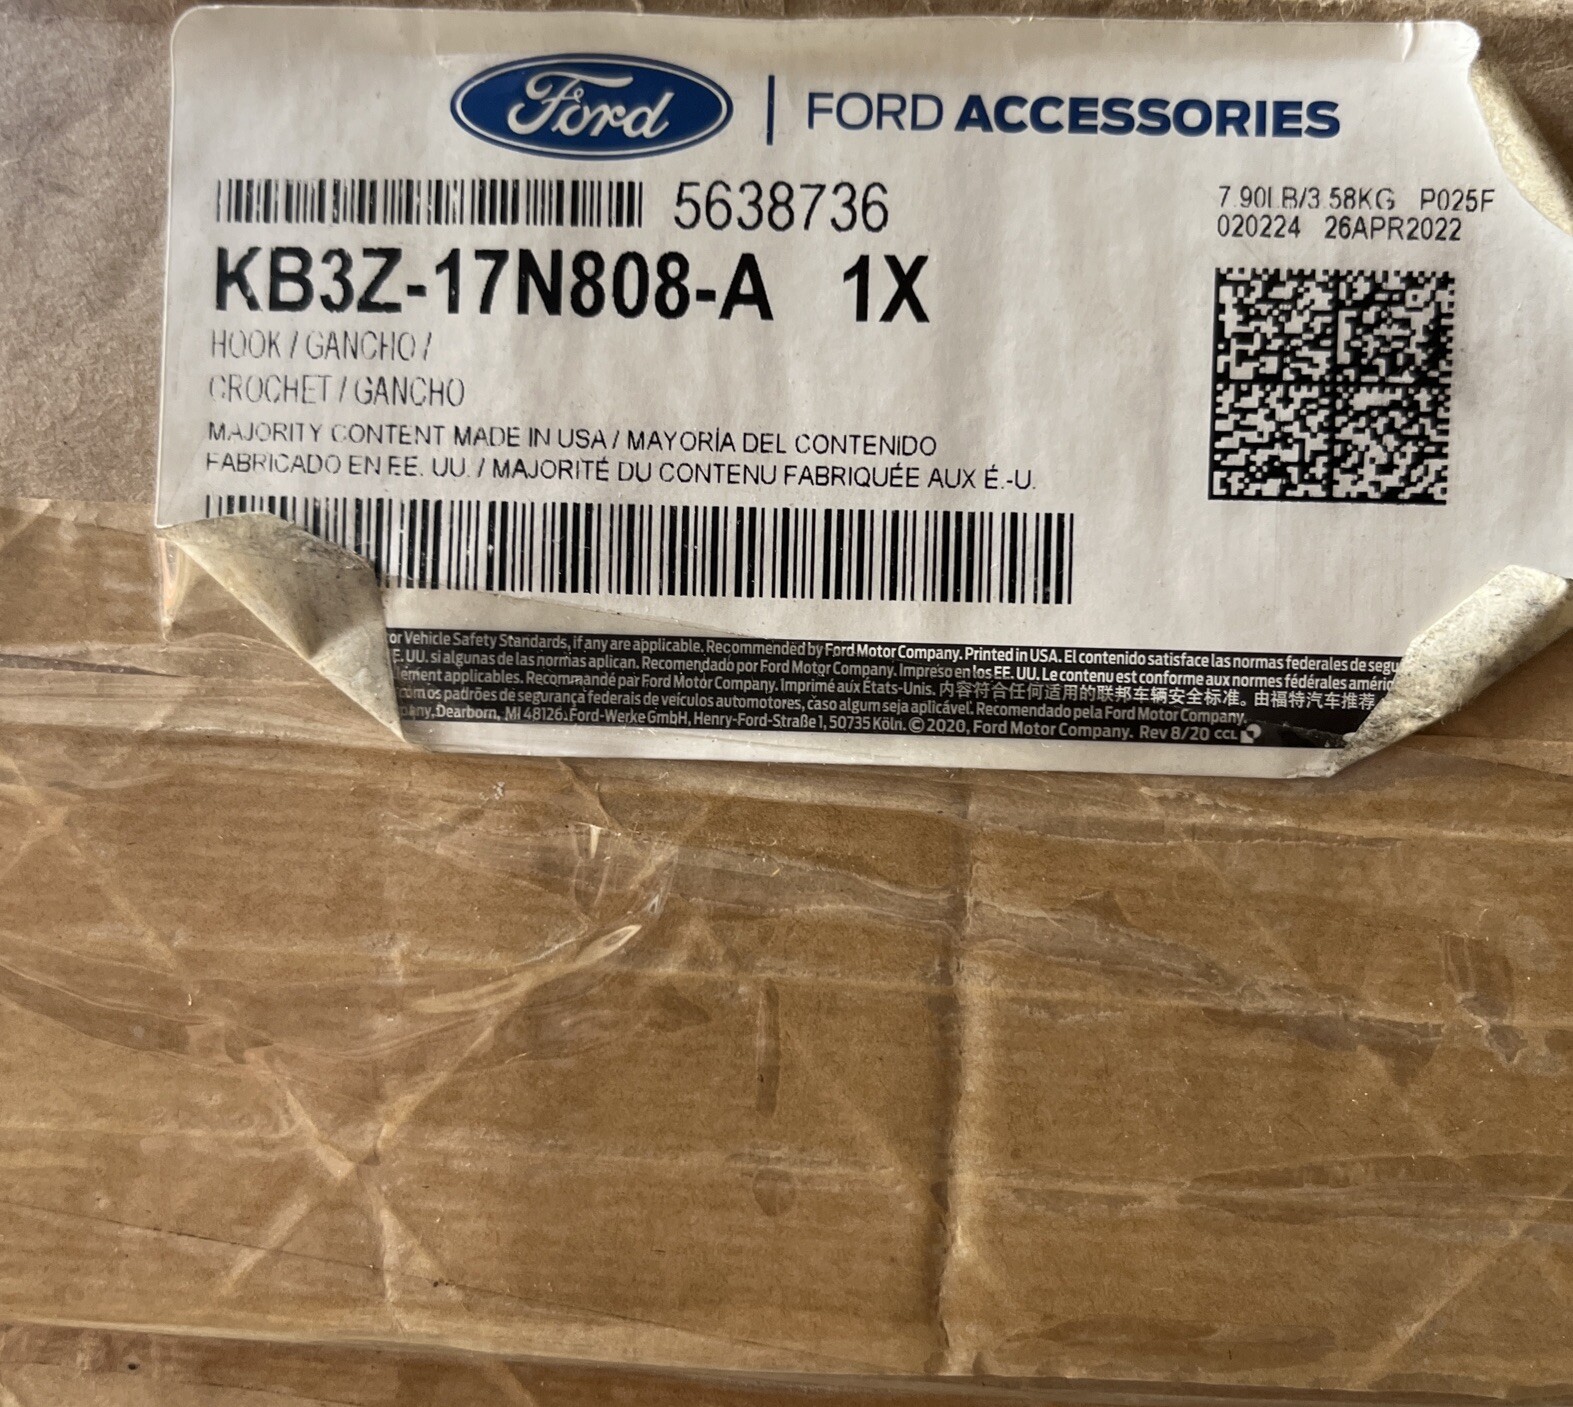 Ford | FORD ACCESSORIES
5638736
7.90LB/3.58KG P025F
020224 26APR2022
KB3Z-17N808-A 1X
HOOK / GANCHO /
CROCHET / GANCHO
MAJORITY CONTENT MADE IN USA / MAYORÍA DEL CONTENIDO
FABRICADO EN EE. UU. / MAJORITÉ DU CONTENU FABRIQUÉE AUX É.-U.
or Vehicle Safety Standards, if any are applicable. Recommended by Ford Motor Company. Printed in USA. El contenido satisface las normas federales de segu
E. UU. si algunas de las normas aplican. Recomendado por Ford Motor Company. Impreso en los EE. UU. Le contenu est conforme aux normes fédérales améric
lement applicables. Recommandé par Ford Motor Company. Imprimé aux États-Unis. 内容符合任何适用的联邦车辆安全标准。由福特汽车推荐
com os padrões de segurança federais de veículos automotores, caso algum seja aplicável. Recomendado pela Ford Motor Company.
pany, Dearborn, MI 48126. Ford-Werke GmbH, Henry-Ford-Straße 1, 50735 Köln. ©2020, Ford Motor Company. Rev 8/20 CCL